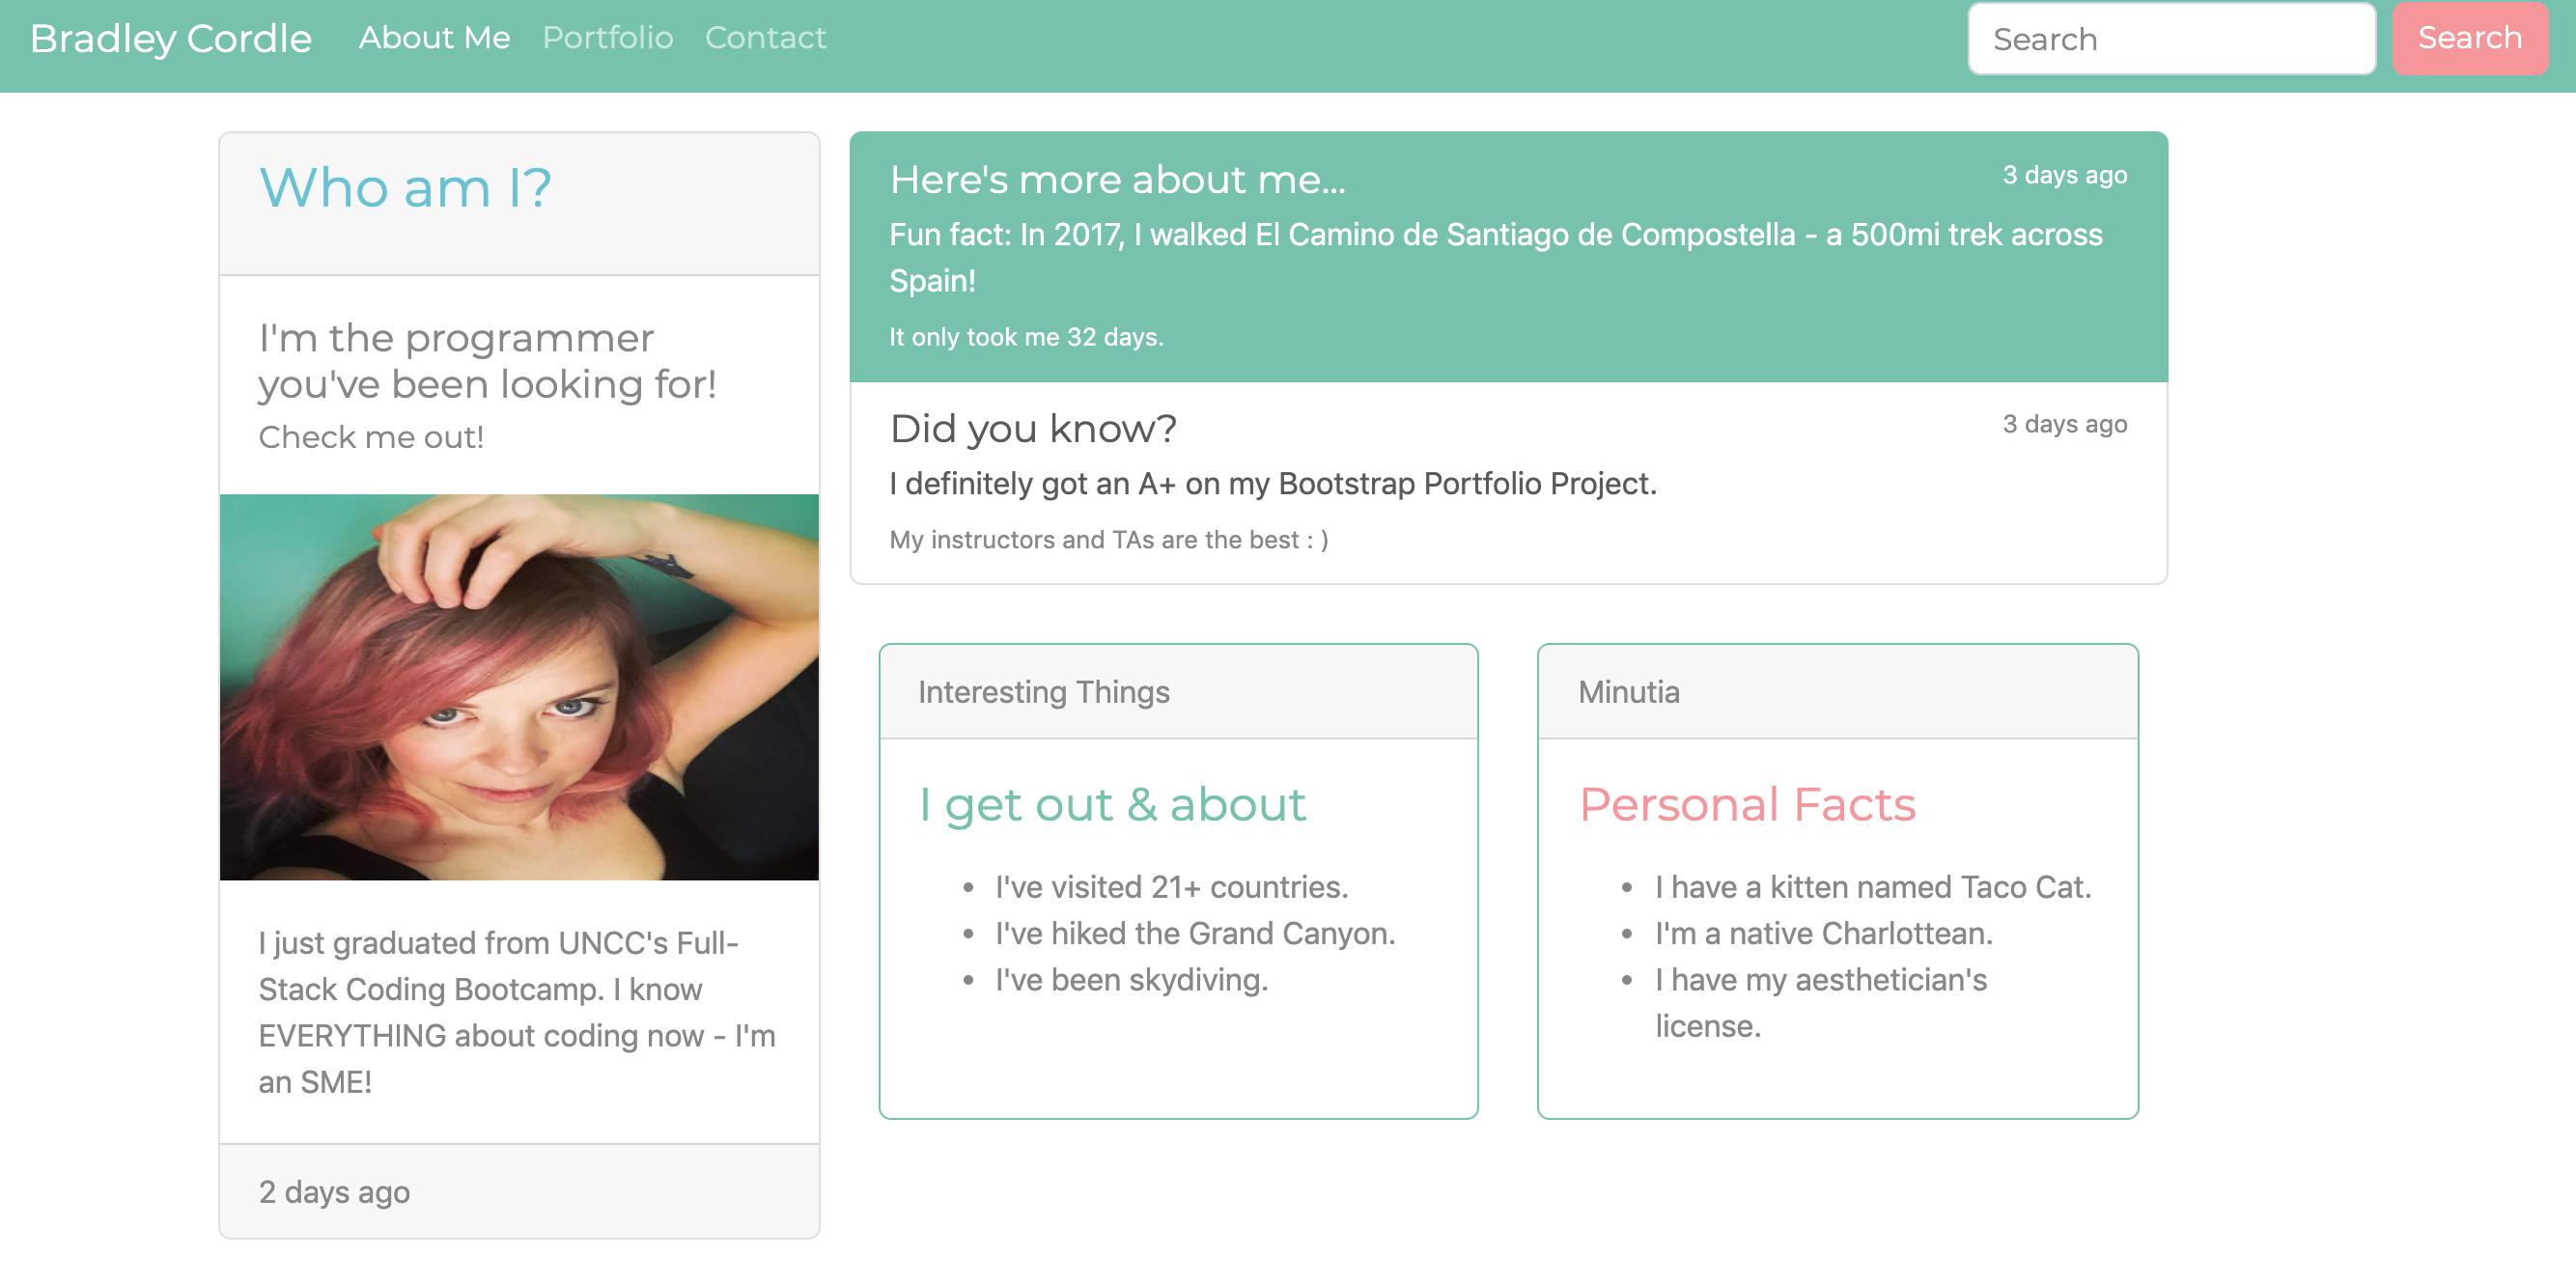 Bradley Cordle About Me Portfolio Contact Search Search
Who am I?
I'm the programmer
you've been looking for!
Check me out!
I just graduated from UNCC's Full-
Stack Coding Bootcamp. I know
EVERYTHING about coding now - I'm
an SME!
2 days ago
Here's more about me... 3 days ago
Fun fact: In 2017, I walked El Camino de Santiago de Compostella - a 500mi trek across
Spain!
It only took me 32 days.
Did you know? 3 days ago
I definitely got an A+ on my Bootstrap Portfolio Project.
My instructors and TAs are the best : )
Interesting Things
I get out & about
• I've visited 21+ countries.
• I've hiked the Grand Canyon.
• I've been skydiving.
Minutia
Personal Facts
• I have a kitten named Taco Cat.
• I'm a native Charlottean.
• I have my aesthetician's
license.